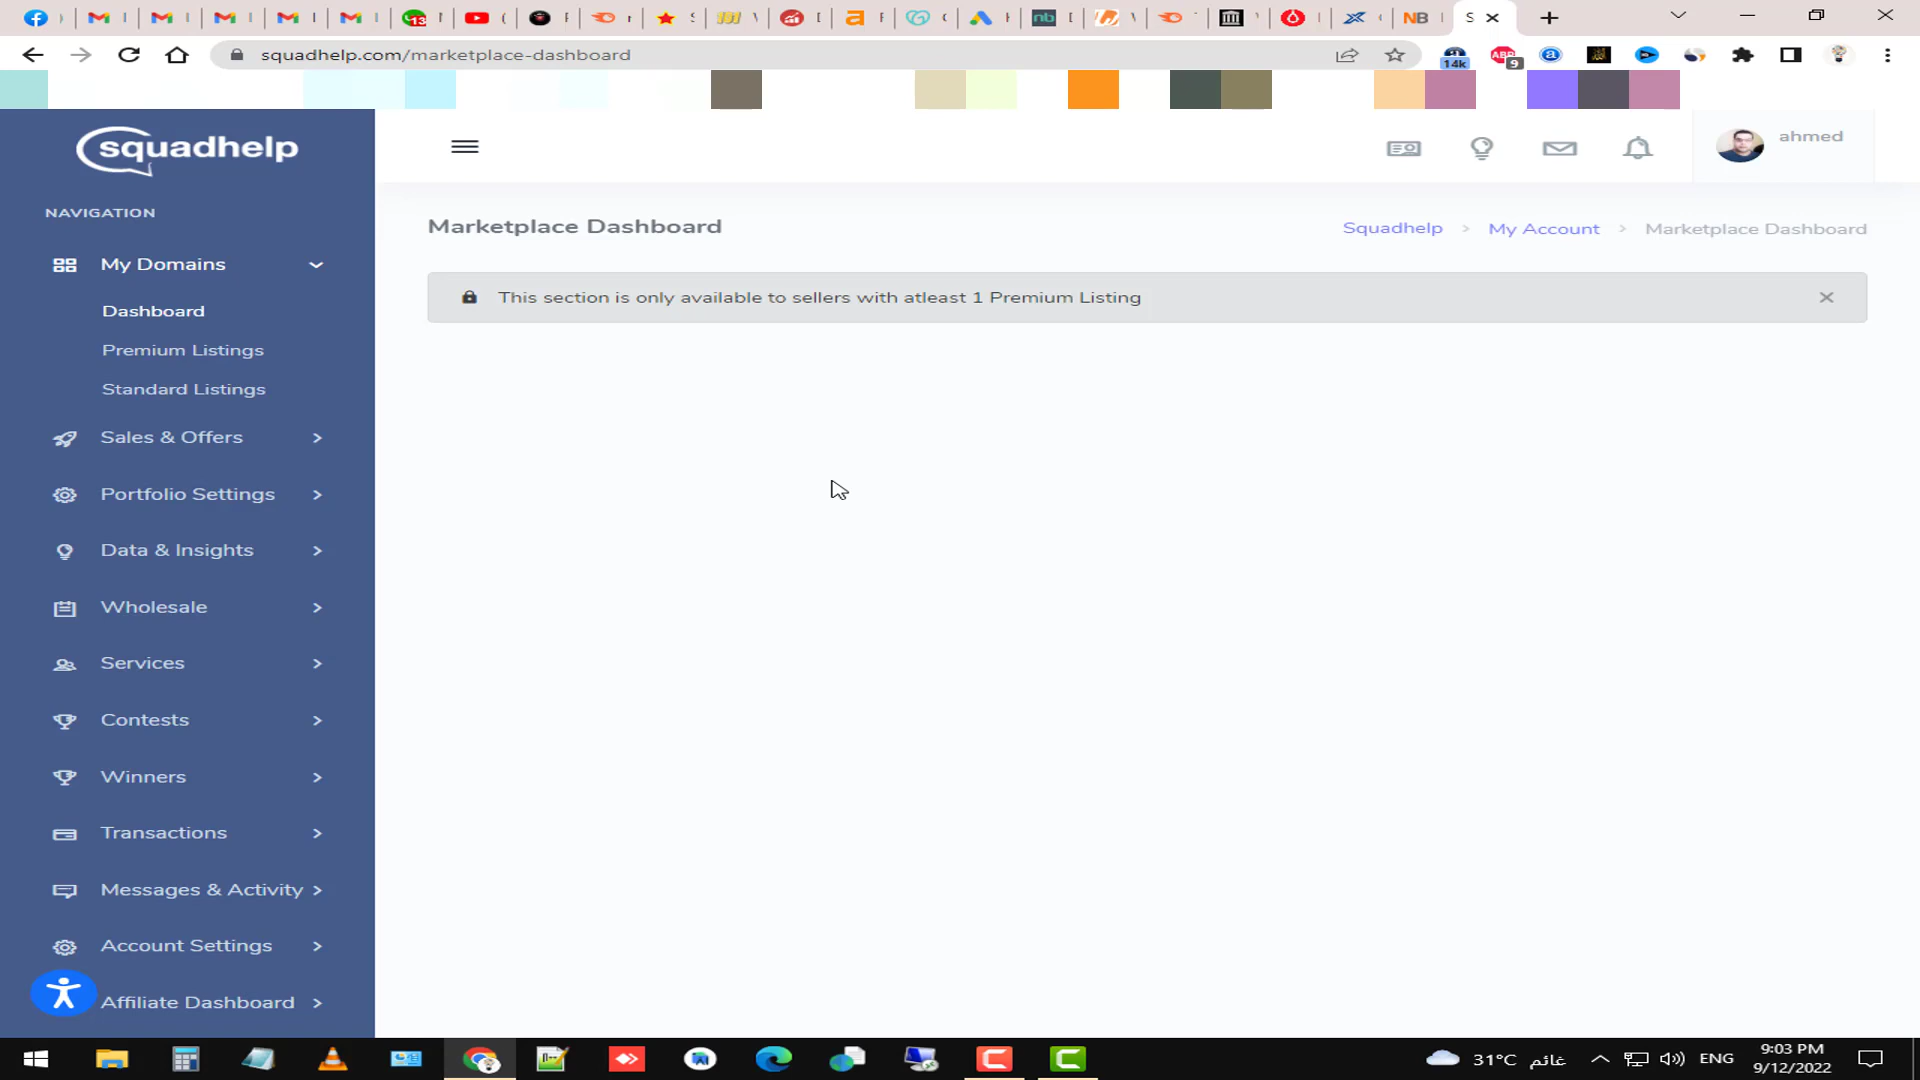 squadhelp.com/marketplace-dashboard
14k
ABP
9
squadhelp
ahmed
NAVIGATION
Marketplace Dashboard
Squadhelp > My Account > Marketplace Dashboard
My Domains
This section is only available to sellers with atleast 1 Premium Listing
Dashboard
Premium Listings
Standard Listings
Sales & Offers
Portfolio Settings
Data & Insights
Wholesale
Services
Contests
Winners
Transactions
Messages & Activity
Account Settings
Affiliate Dashboard
31°C غائم
ENG
9:03 PM
9/12/2022